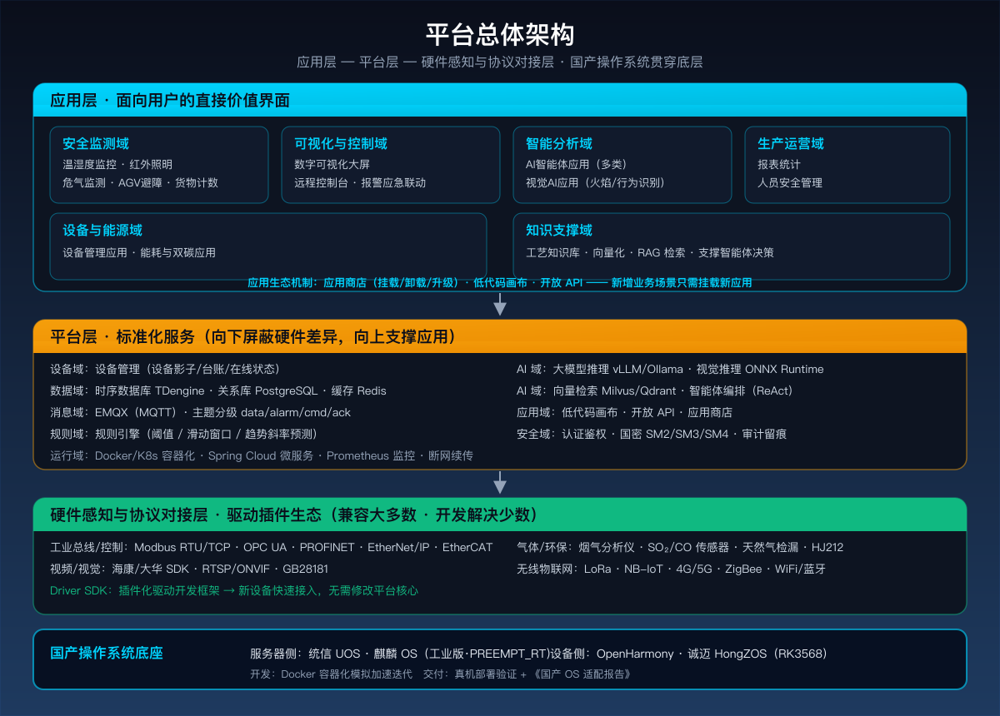 平台总体架构
应用层 — 平台层 — 硬件感知与协议对接层 · 国产操作系统贯穿底层
应用层 · 面向用户的直接价值界面
安全监测域
温湿度监控 · 红外照明
危气监测 · AGV避障 · 货物计数
可视化与控制域
数字可视化大屏
远程控制台 · 报警应急联动
智能分析域
AI智能体应用（多类）
视觉AI应用（火焰/行为识别）
生产运营域
报表统计
人员安全管理
设备与能源域
设备管理应用 · 能耗与双碳应用
知识支撑域
工艺知识库 · 向量化 · RAG 检索 · 支撑智能体决策
应用生态机制：应用商店（挂载/卸载/升级）· 低代码画布 · 开放 API —— 新增业务场景只需挂载新应用
平台层 · 标准化服务（向下屏蔽硬件差异，向上支撑应用）
设备域：设备管理（设备影子/台账/在线状态）
数据域：时序数据库 TDengine · 关系库 PostgreSQL · 缓存 Redis
消息域：EMQX（MQTT）· 主题分级 data/alarm/cmd/ack
规则域：规则引擎（阈值 / 滑动窗口 / 趋势斜率预测）
运行域：Docker/K8s 容器化 · Spring Cloud 微服务 · Prometheus 监控 · 断网续传
AI 域：大模型推理 vLLM/Ollama · 视觉推理 ONNX Runtime
AI 域：向量检索 Milvus/Qdrant · 智能体编排（ReAct）
应用域：低代码画布 · 开放 API · 应用商店
安全域：认证鉴权 · 国密 SM2/SM3/SM4 · 审计留痕
硬件感知与协议对接层 · 驱动插件生态（兼容大多数 · 开发解决少数）
工业总线/控制：Modbus RTU/TCP · OPC UA · PROFINET · EtherNet/IP · EtherCAT
视频/视觉：海康/大华 SDK · RTSP/ONVIF · GB28181
Driver SDK：插件化驱动开发框架 → 新设备快速接入，无需修改平台核心
气体/环保：烟气分析仪 · SO₂/CO 传感器 · 天然气检漏 · HJ212
无线物联网：LoRa · NB-IoT · 4G/5G · ZigBee · WiFi/蓝牙
国产操作系统底座
服务器侧：统信 UOS · 麒麟 OS（工业版·PREEMPT_RT)设备侧：OpenHarmony · 诚迈 HongZOS（RK3568）
开发：Docker 容器化模拟加速迭代　交付：真机部署验证 + 《国产 OS 适配报告》